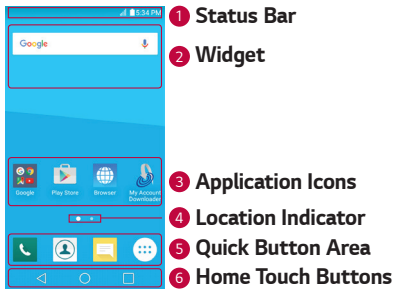 5:34 PM
1 Status Bar
Google
2 Widget
Google Play Store Browser My Account Downloader
3 Application Icons
4 Location Indicator
5 Quick Button Area
6 Home Touch Buttons